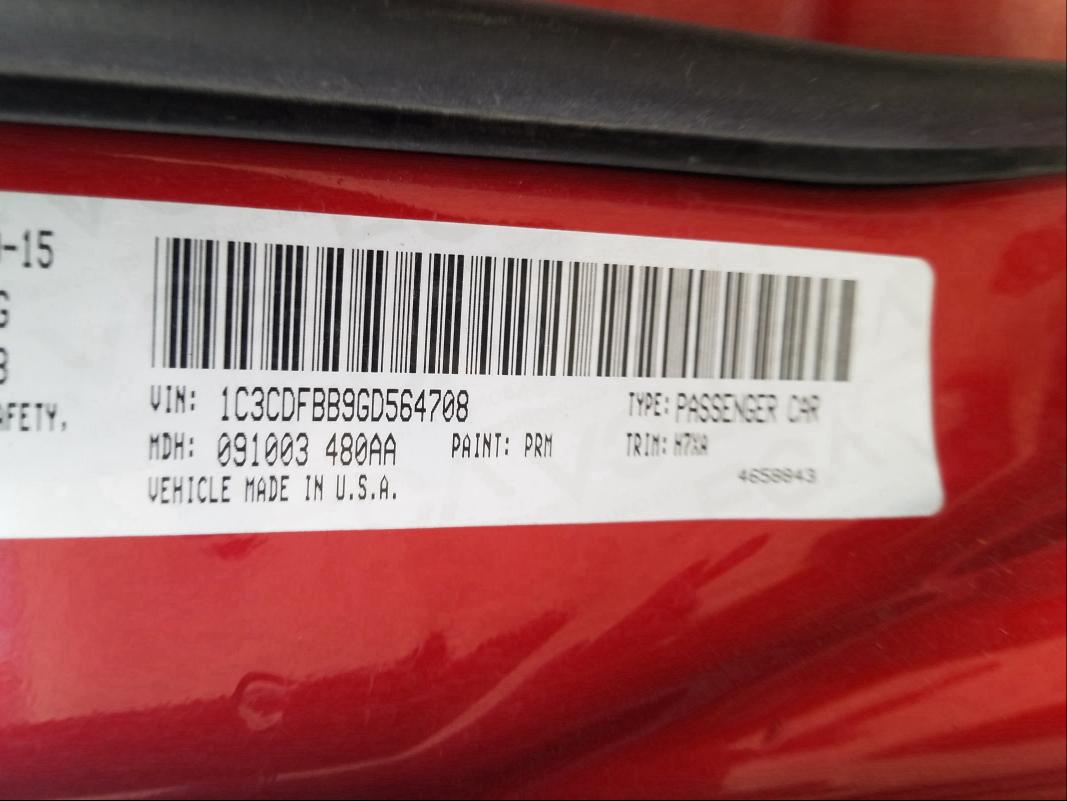 -15
G
AFETY,
VIN: 1C3CDFBB9GD564708 TYPE: PASSENGER CAR
MDH: 091003 480AA PAINT: PRM TRIM: H7XA
VEHICLE MADE IN U.S.A. 4658843